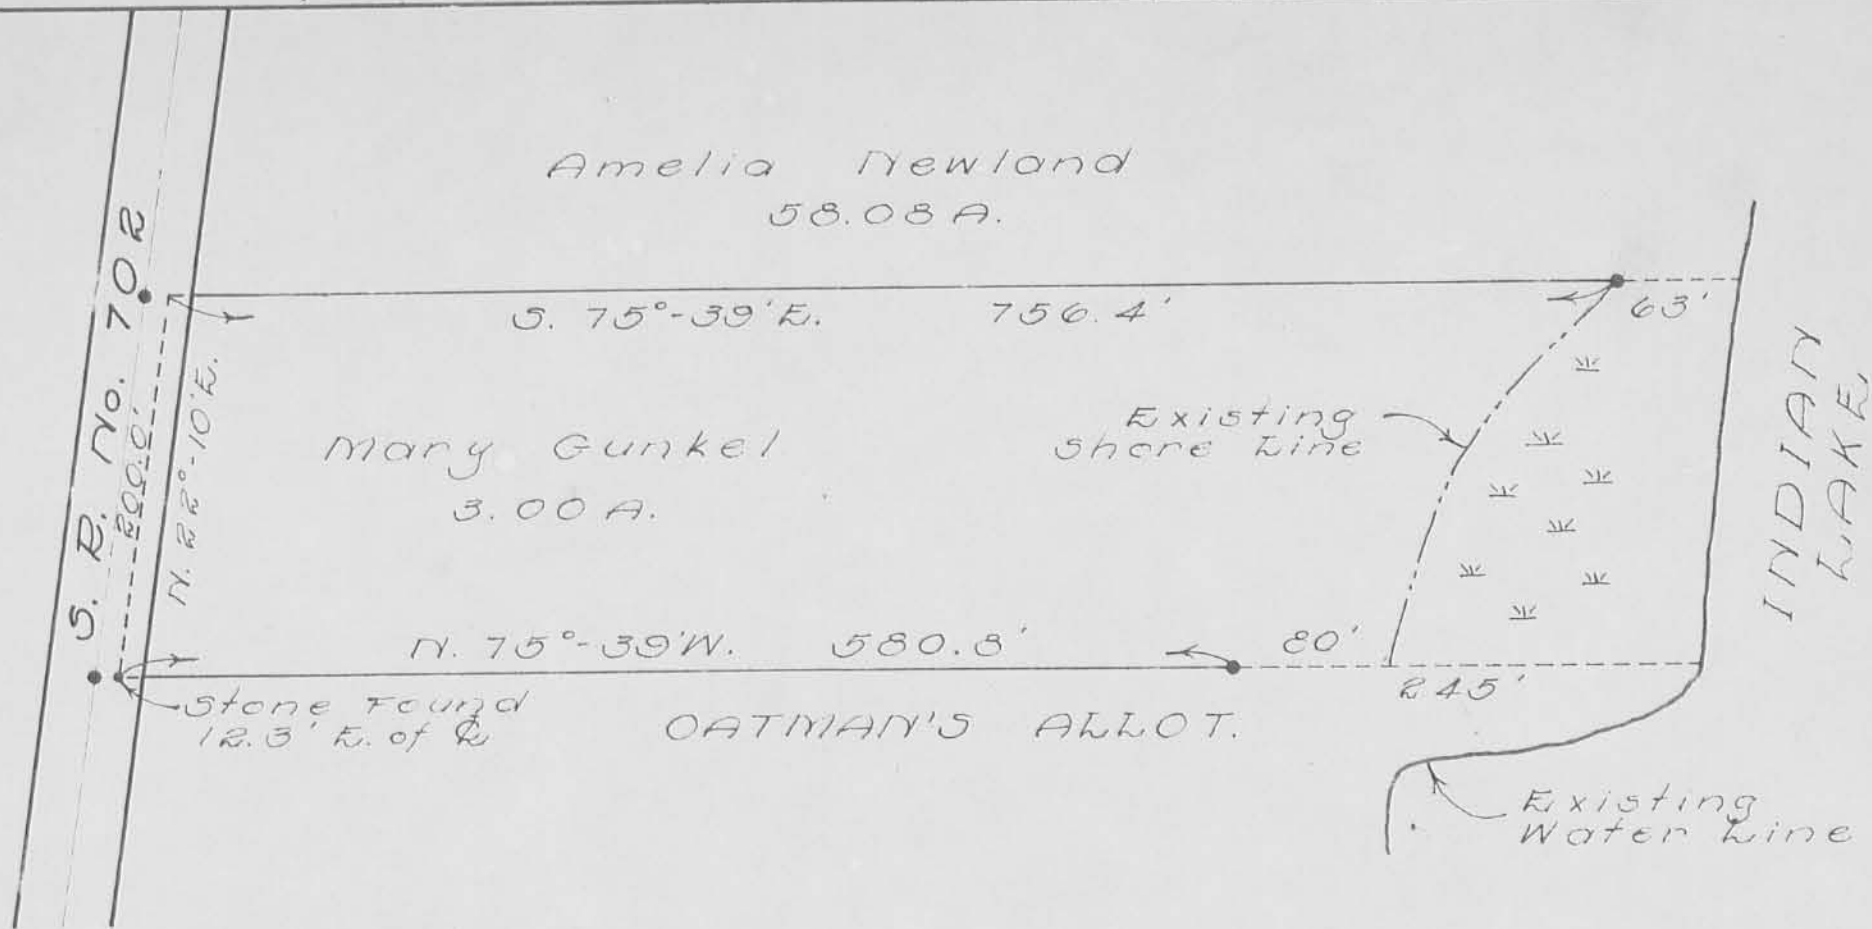 Amelia Newland
58.08 A.
S. R. No. 702
200.0'
N. 22°-10'E.
S. 75°-39'E. 756.4'
63'
Mary Gunkel
3.00 A.
Existing
Shore Line
INDIAN
LAKE
N. 75°-39'W. 580.8'
80'
245'
Stone Found
12.3' E. of ℄
OATMAN'S ALLOT.
Existing
Water Line